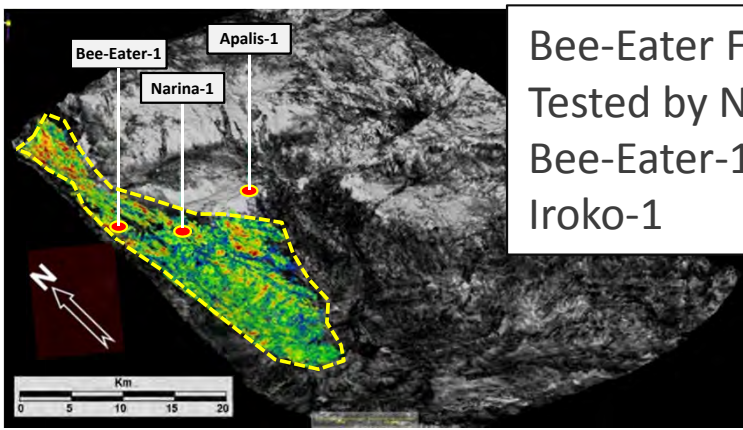 Apalis-1
Bee-Eater-1
Narina-1
Bee-Eater F
Tested by N
Bee-Eater-1
Iroko-1
N
Km
0 5 10 15 20